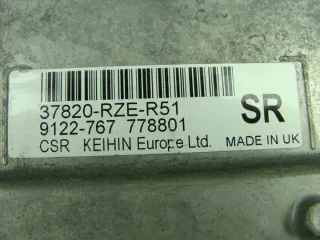 37820-RZE-R51
SR
9122-767 778801
CSR KEIHIN Europe Ltd. MADE IN UK